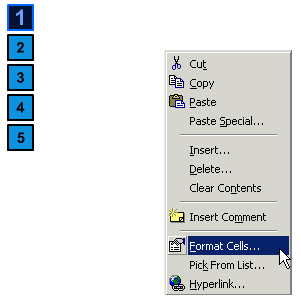 1
2
3
4
5
Cut
Copy
Paste
Paste Special...
Insert...
Delete...
Clear Contents
Insert Comment
Format Cells...
Pick From List...
Hyperlink...